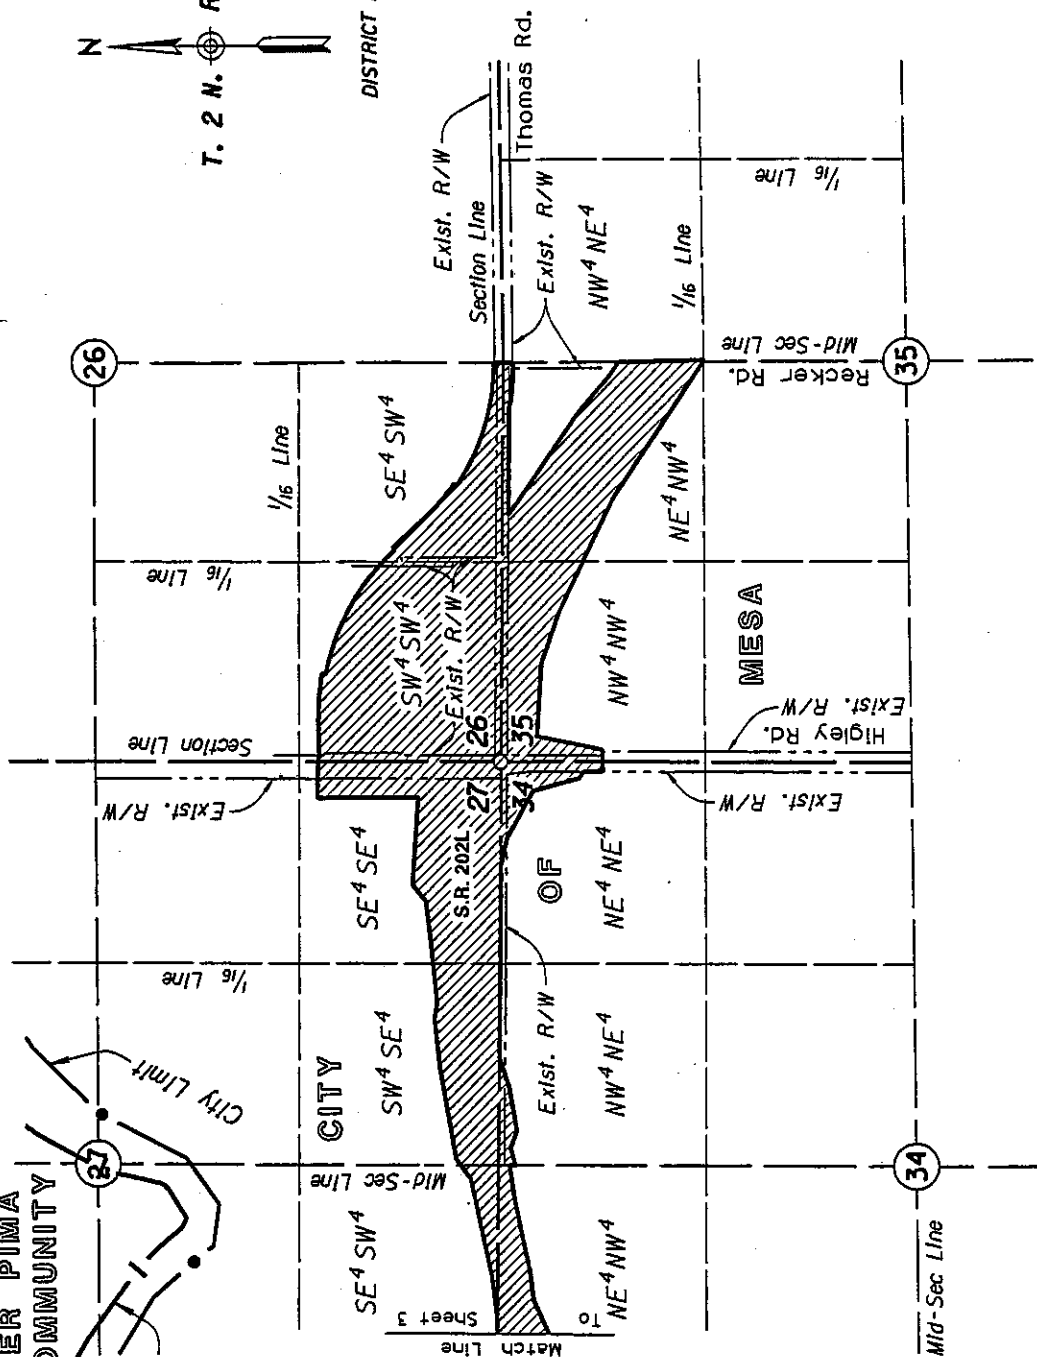 N
T. 2 N. R
DISTRICT
26
Exist. R/W
Section Line
Thomas Rd.
Exist. R/W
NW⁴ NE⁴
1/16 Line
1/16 Line
Mid-Sec Line
Recker Rd.
35
1/16 Line
SE⁴ SW⁴
NE⁴ NW⁴
1/16 Line
SW⁴ SW⁴
Exist. R/W
NW⁴ NW⁴
MESA
Section Line
26
35
27
34
Higley Rd.
Exist. R/W
Exist. R/W
Exist. R/W
SE⁴ SE⁴
S.R. 202L
OF
NE⁴ NE⁴
1/16 Line
SW⁴ SE⁴
Exist. R/W
NW⁴ NE⁴
CITY
City Limit
27
Mid-Sec Line
34
ER PIMA
OMMUNITY
SE⁴ SW⁴
NE⁴ NW⁴
Mid-Sec Line
Match Line
To
Sheet 3